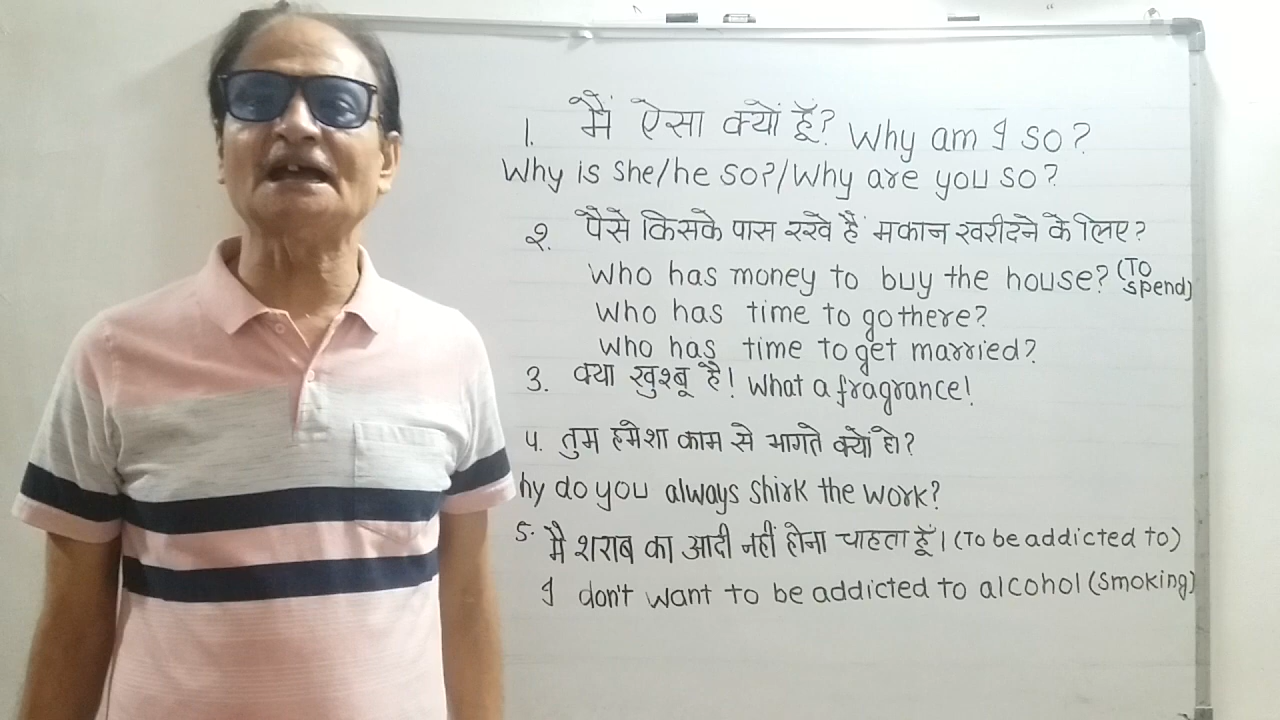 1. मैं ऐसा क्यों हूँ? Why am I so?
Why is she/he so?/Why are you so?
2. पैसे किसके पास रखे हैं मकान खरीदने के लिए?
Who has money to buy the house? (To spend)
Who has time to go there?
Who has time to get married?
3. क्या खुश्बू है! What a fragrance!
४. तुम हमेशा काम से भागते क्यों हो?
hy do you always shirk the work?
5. मै शराब का आदी नहीं होना चाहता हूँ। (To be addicted to)
I don't want to be addicted to alcohol (smoking)